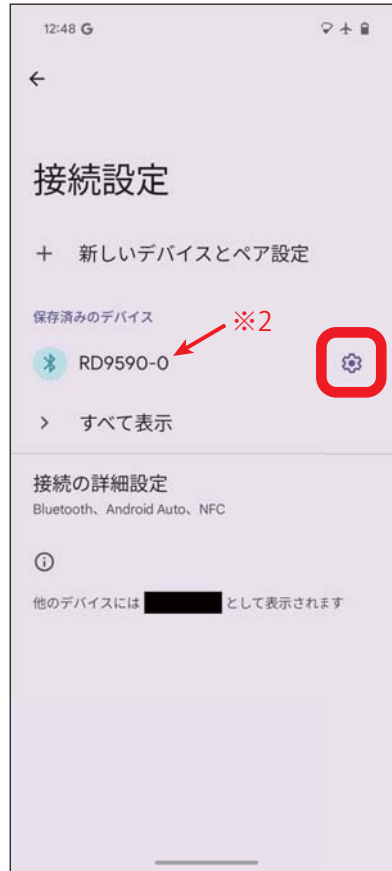 12:48 G
接続設定
新しいデバイスとペア設定
保存済みのデバイス
※2
RD9590-0
すべて表示
接続の詳細設定
Bluetooth、Android Auto、NFC
他のデバイスには として表示されます